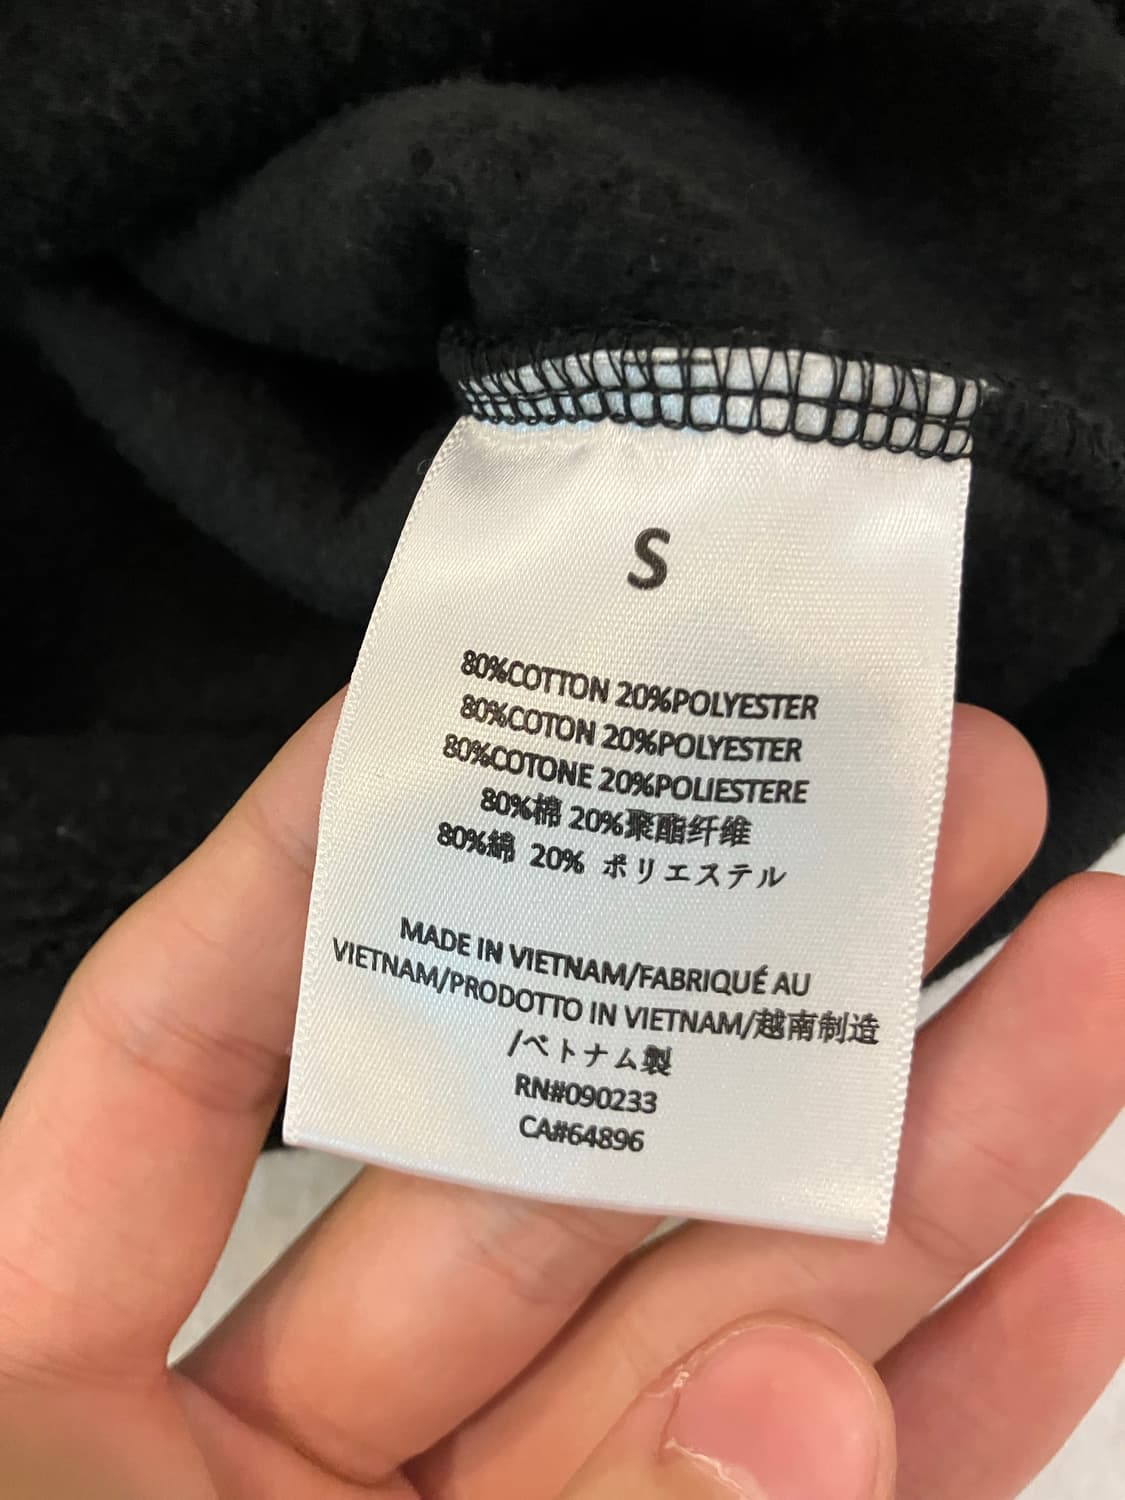 S
80%COTTON 20%POLYESTER
80%COTON 20%POLYESTER
80%COTONE 20%POLIESTERE
80%棉 20%聚酯纤维
80%綿 20% ポリエステル
MADE IN VIETNAM/FABRIQUÉ AU
VIETNAM/PRODOTTO IN VIETNAM/越南制造
/ベトナム製
RN#090233
CA#64896